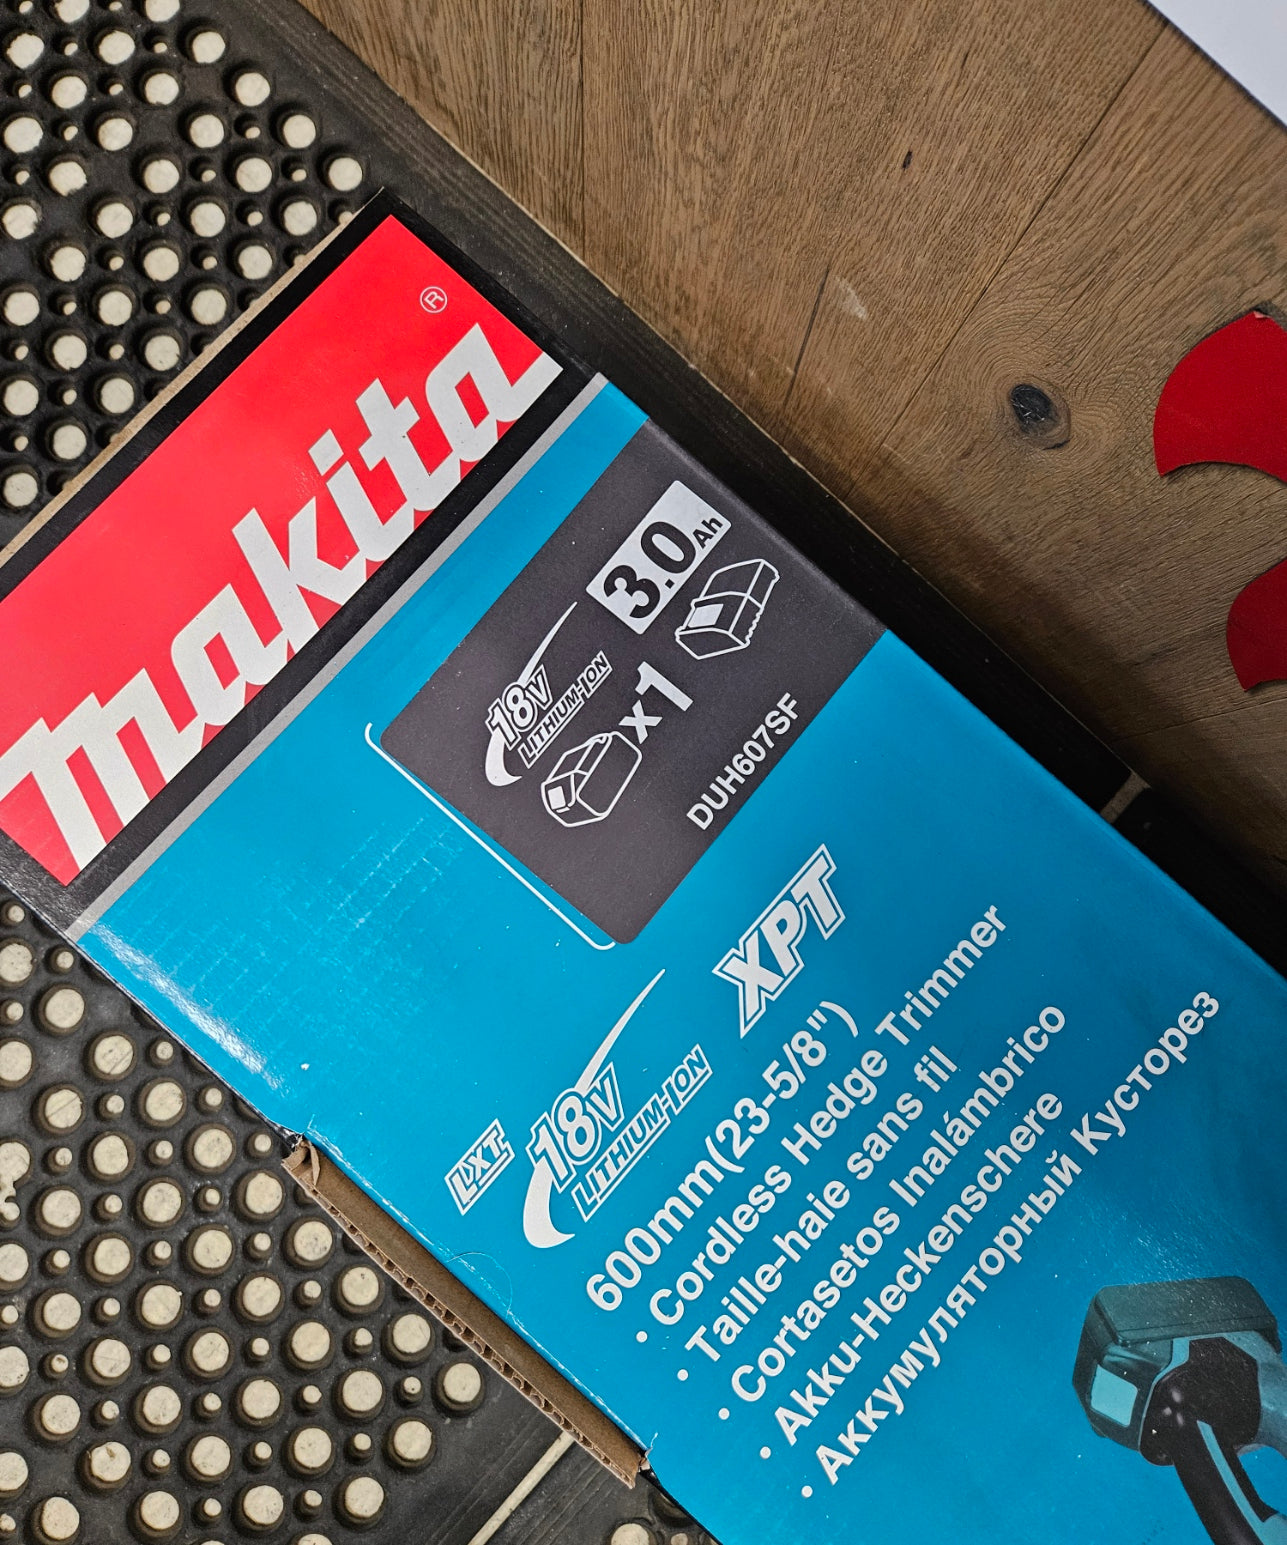 makita®
3.0Ah
18V
LITHIUM-ION
x1
DUH607SF
XPT
LXT
18V
LITHIUM-ION
600mm(23-5/8")
· Cordless Hedge Trimmer
· Taille-haie sans fil
· Cortasetos Inalámbrico
· Akku-Heckenschere
· Аккумуляторный Кусторез